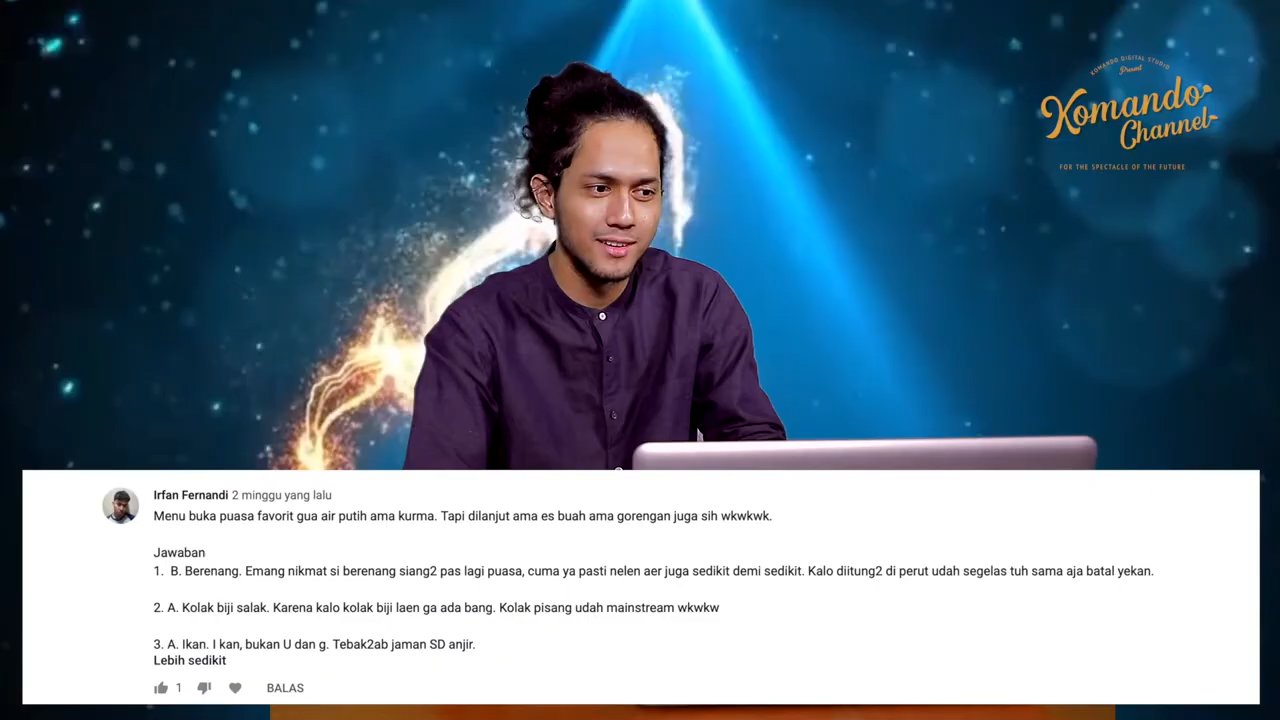 KOMANDO DIGITAL STUDIO
Present
Komando
Channel
FOR THE SPECTACLE OF THE FUTURE
Irfan Fernandi 2 minggu yang lalu
Menu buka puasa favorit gua air putih ama kurma. Tapi dilanjut ama es buah ama gorengan juga sih wkwkwk.
Jawaban
1. B. Berenang. Emang nikmat si berenang siang2 pas lagi puasa, cuma ya pasti nelen aer juga sedikit demi sedikit. Kalo diitung2 di perut udah segelas tuh sama aja batal yekan.
2. A. Kolak biji salak. Karena kalo kolak biji laen ga ada bang. Kolak pisang udah mainstream wkwkw
3. A. Ikan. I kan, bukan U dan g. Tebak2ab jaman SD anjir.
Lebih sedikit
1 BALAS